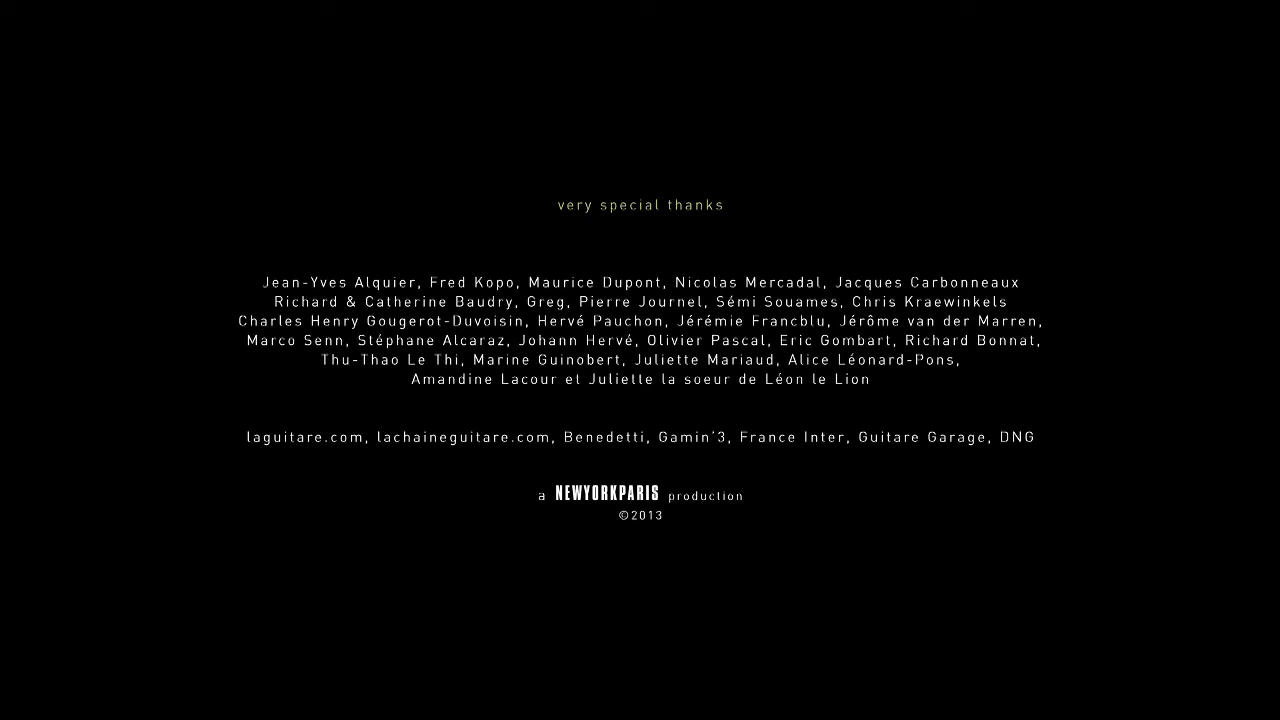 very special thanks
Jean-Yves Alquier, Fred Kopo, Maurice Dupont, Nicolas Mercadal, Jacques Carbonneaux
Richard & Catherine Baudry, Greg, Pierre Journel, Sémi Souames, Chris Kraewinkels
Charles Henry Gougerot-Duvoisin, Hervé Pauchon, Jérémie Francblu, Jérôme van der Marren,
Marco Senn, Stéphane Alcaraz, Johann Hervé, Olivier Pascal, Eric Gombart, Richard Bonnat,
Thu-Thao Le Thi, Marine Guinobert, Juliette Mariaud, Alice Léonard-Pons,
Amandine Lacour et Juliette la soeur de Léon le Lion
laguitare.com, lachaineguitare.com, Benedetti, Gamin'3, France Inter, Guitare Garage, DNG
a NEWYORKPARIS production
©2013